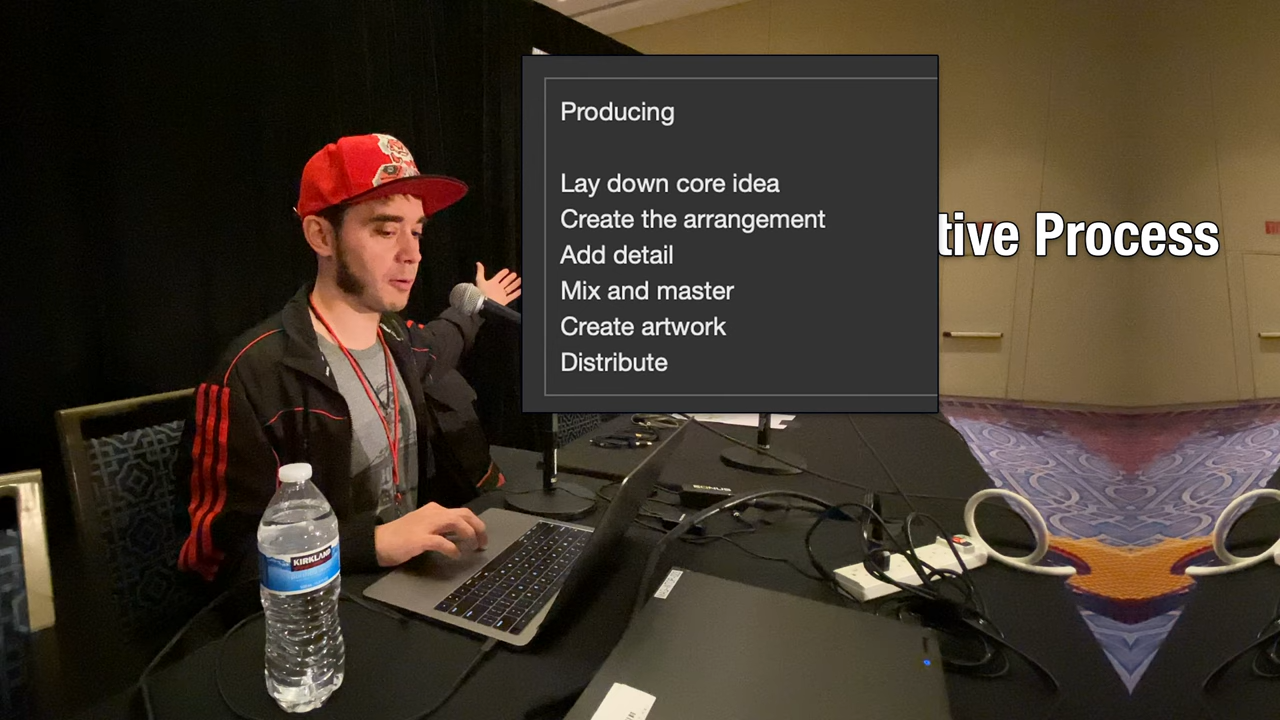 Producing
Lay down core idea
Create the arrangement
Add detail
Mix and master
Create artwork
Distribute
tive Process
KIRKLAND